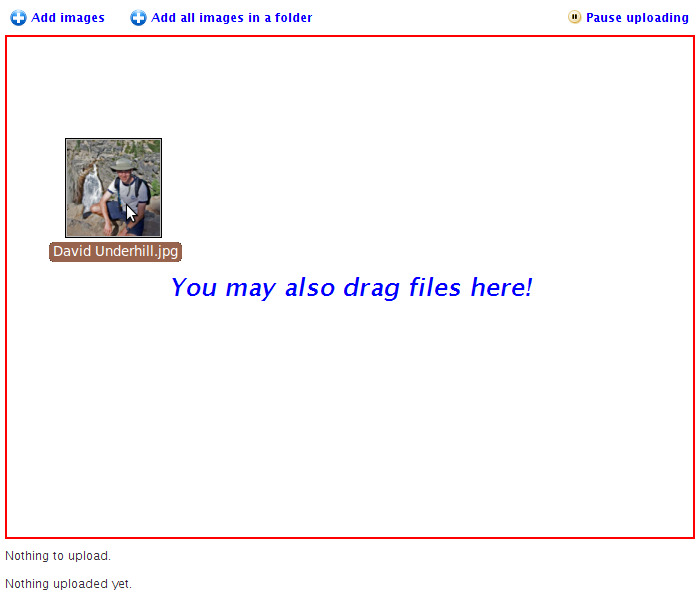 Add images
Add all images in a folder
Pause uploading
David Underhill.jpg
You may also drag files here!
Nothing to upload.
Nothing uploaded yet.